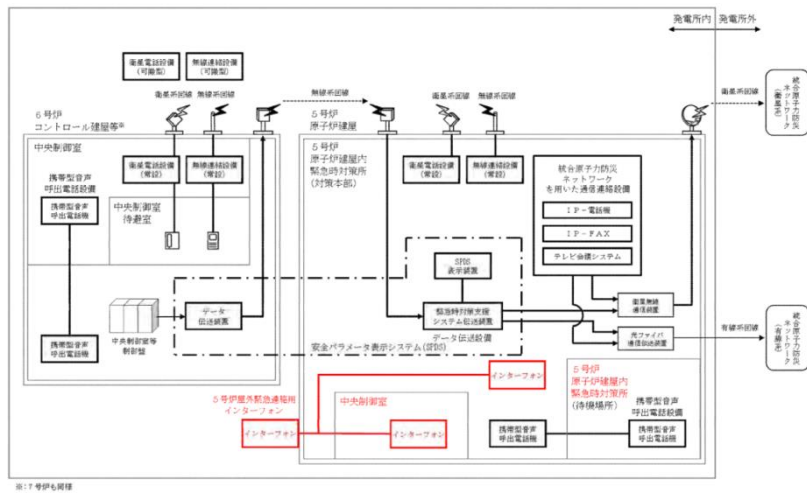 発電所内
発電所外
衛星電話設備
(可搬型)
無線連絡設備
(可搬型)
衛星系回線
無線系回線
無線系回線
衛星系回線
無線系回線
衛星系回線
統合原子力防災
ネットワーク
(衛星系)
6号炉
コントロール建屋等※
5号炉
原子炉建屋
中央制御室
携帯型音声
呼出電話設備
携帯型音声
呼出電話機
衛星電話設備
(常設)
無線連絡設備
(常設)
中央制御室
待避室
5号炉
原子炉建屋内
緊急時対策所
(対策本部)
衛星電話設備
(常設)
無線連絡設備
(常設)
統合原子力防災
ネットワーク
を用いた通信連絡設備
IP-電話機
IP-FAX
テレビ会議システム
SPDS
表示装置
データ
伝送装置
緊急時対策支援
システム伝送装置
データ伝送設備
衛星無線
通信装置
光ファイバ
通信伝送装置
有線系回線
統合原子力防災
ネットワーク
(有線系)
携帯型音声
呼出電話機
中央制御室等
制御盤
安全パラメータ表示システム(SPDS)
5号炉屋外緊急連絡用
インターフォン
インターフォン
中央制御室
インターフォン
インターフォン
5号炉
原子炉建屋内
緊急時対策所
(待機場所)
携帯型音声
呼出電話設備
携帯型音声
呼出電話機
携帯型音声
呼出電話機
※:7号炉も同様